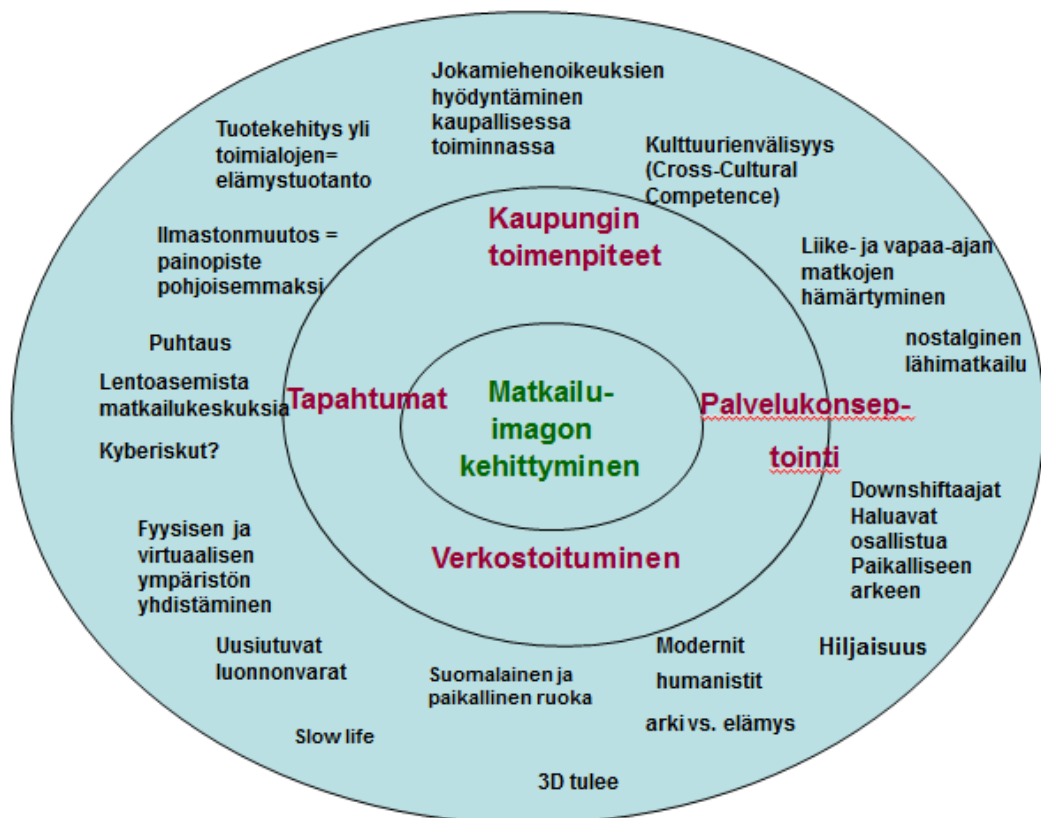 Jokamiehenoikeuksien
hyödyntäminen
kaupallisessa
toiminnassa
Tuotekehitys yli
toimialojen=
elämystuotanto
Kulttuurienvälisyys
(Cross-Cultural
Competence)
Kaupungin
toimenpiteet
Ilmastonmuutos =
painopiste
pohjoisemmaksi
Liike- ja vapaa-ajan
matkojen
hämärtyminen
nostalginen
lähimatkailu
Puhtaus
Lentoasemista
matkailukeskuksia
Kyberiskut?
Tapahtumat
Matkailu-
imagon
kehittyminen
Palvelukonsep-
tointi
Downshiftaajat
Haluavat
osallistua
Paikalliseen
arkeen
Fyysisen ja
virtuaalisen
ympäristön
yhdistäminen
Verkostoituminen
Uusiutuvat
luonnonvarat
Suomalainen ja
paikallinen ruoka
Modernit
humanistit
arki vs. elämys
Hiljaisuus
Slow life
3D tulee